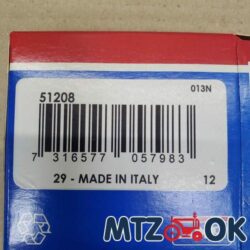 51208
013N
7 316577 057983
29 - MADE IN ITALY
12
MTZ OK